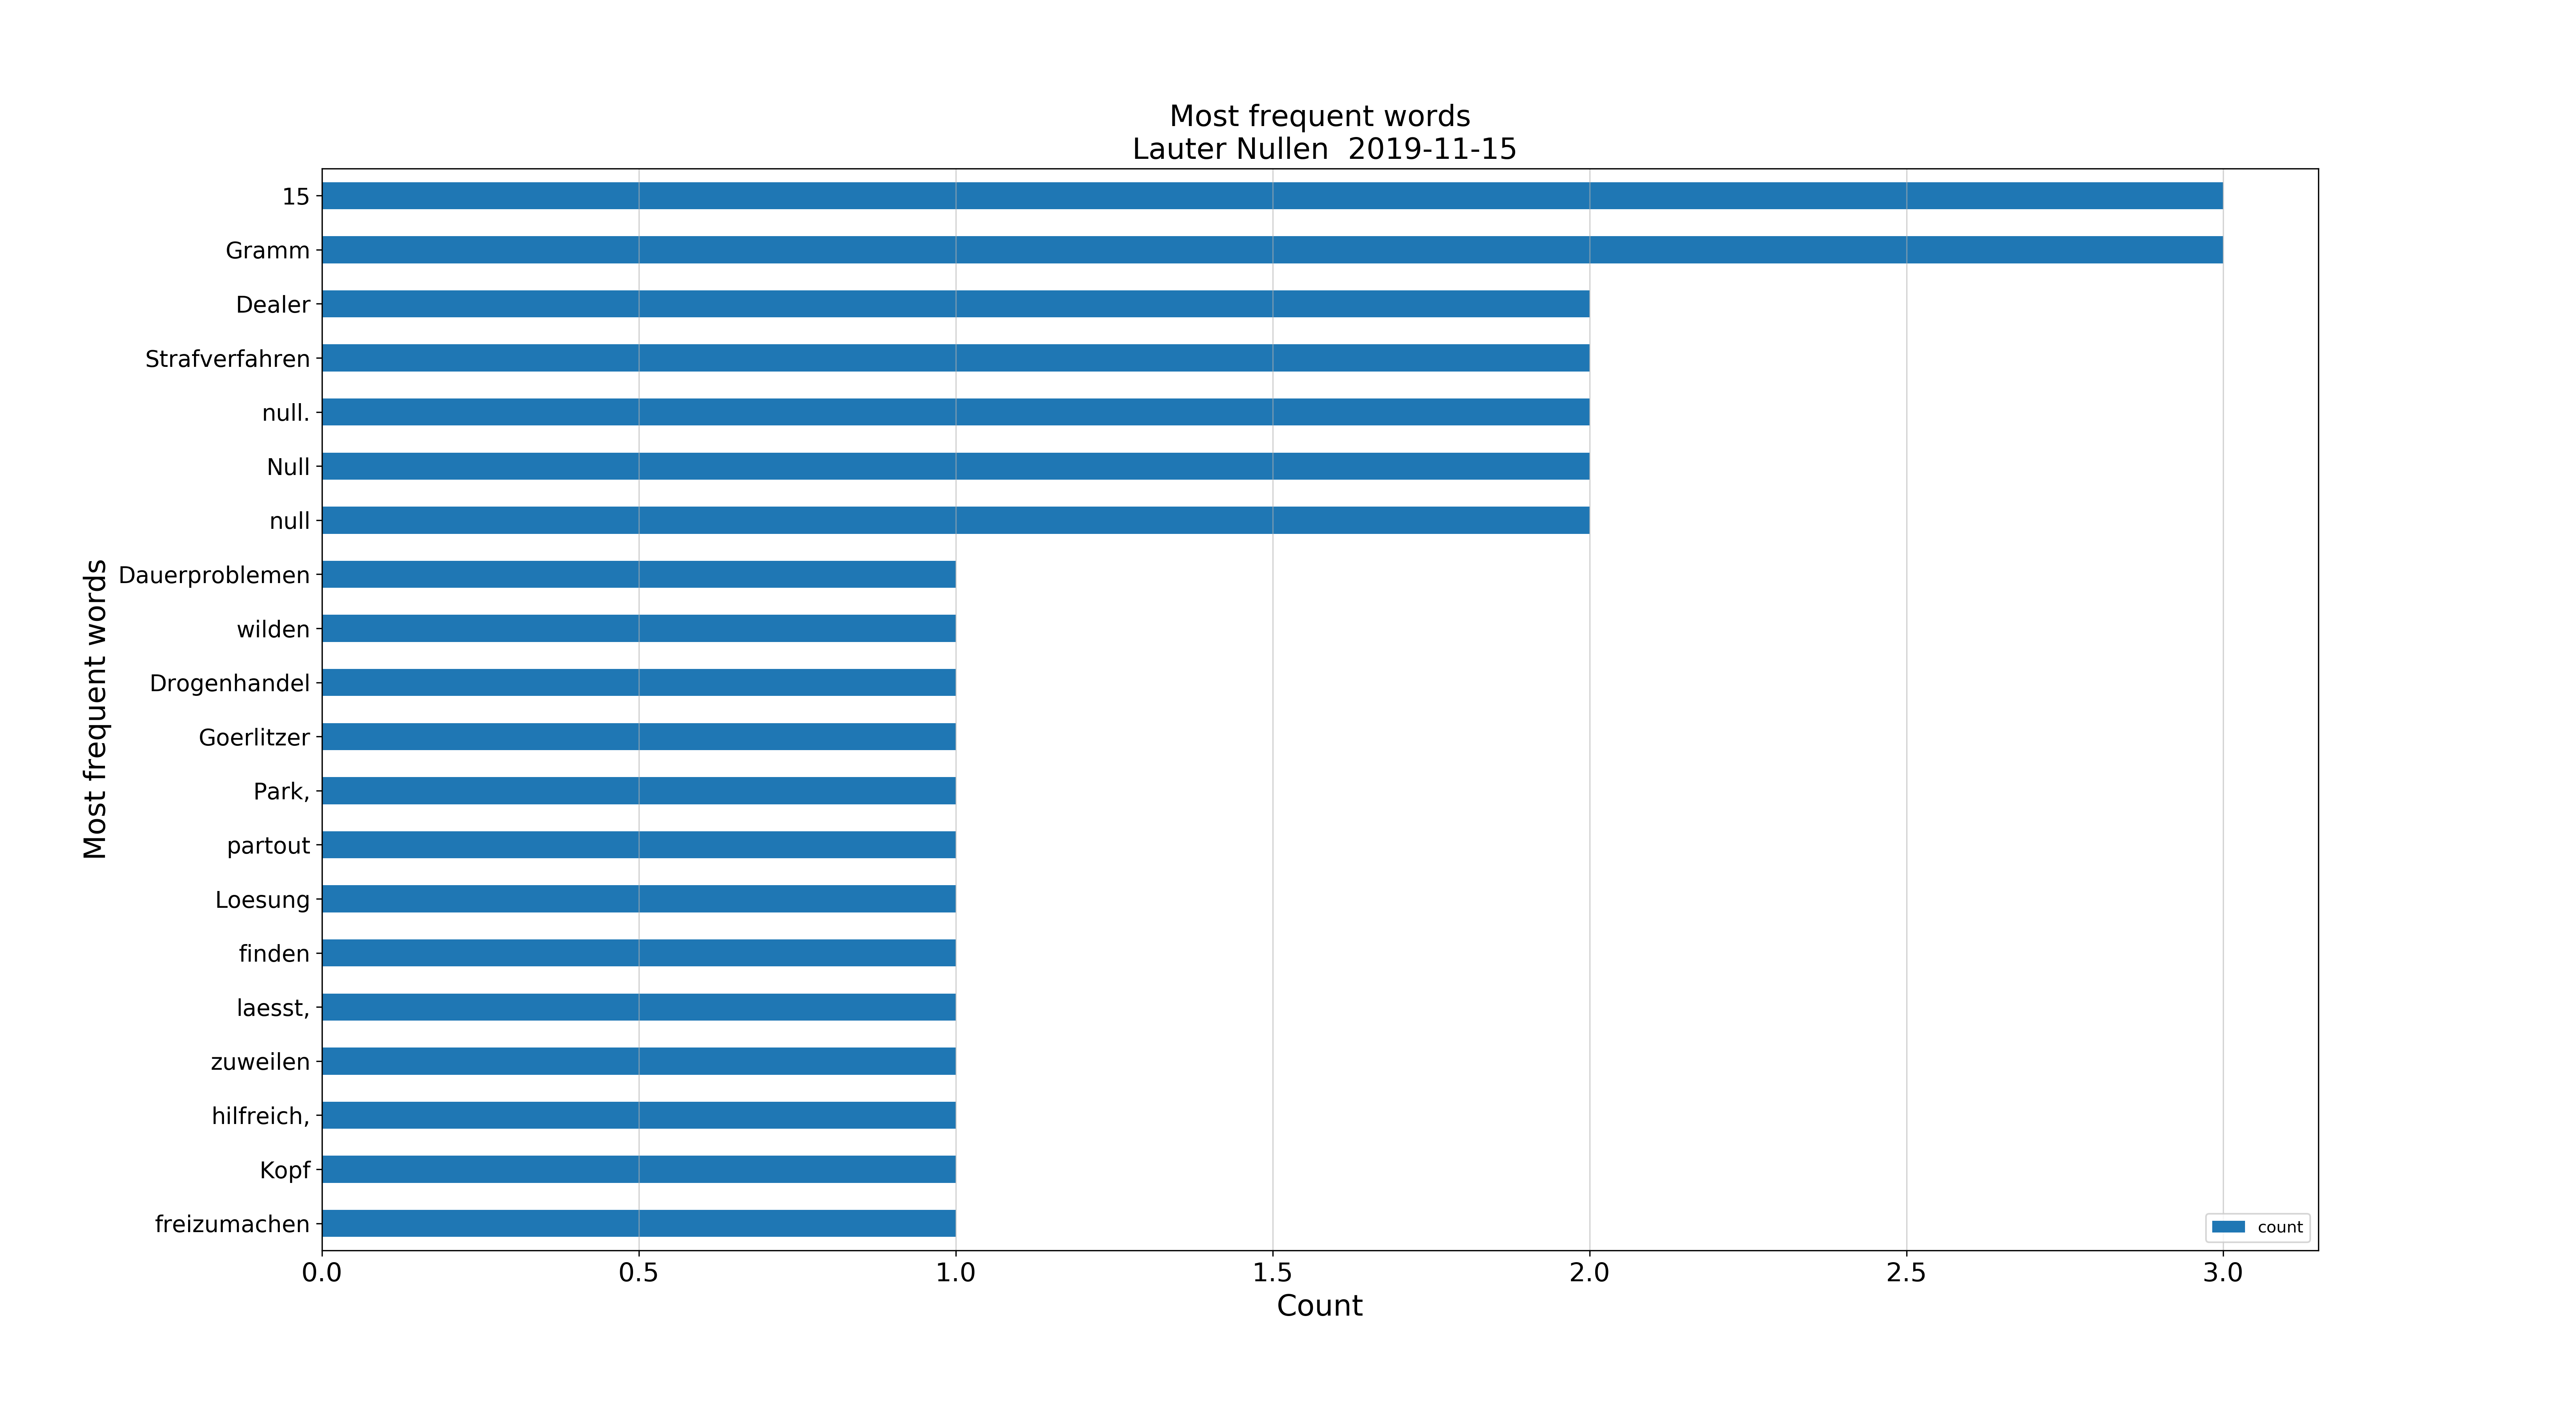 Most frequent words
Lauter Nullen  2019-11-15
15
Gramm
Dealer
Strafverfahren
null.
Null
null
Dauerproblemen
wilden
Drogenhandel
Goerlitzer
Park,
partout
Loesung
finden
laesst,
zuweilen
hilfreich,
Kopf
freizumachen
Most frequent words
count
0.0 0.5 1.0 1.5 2.0 2.5 3.0
Count